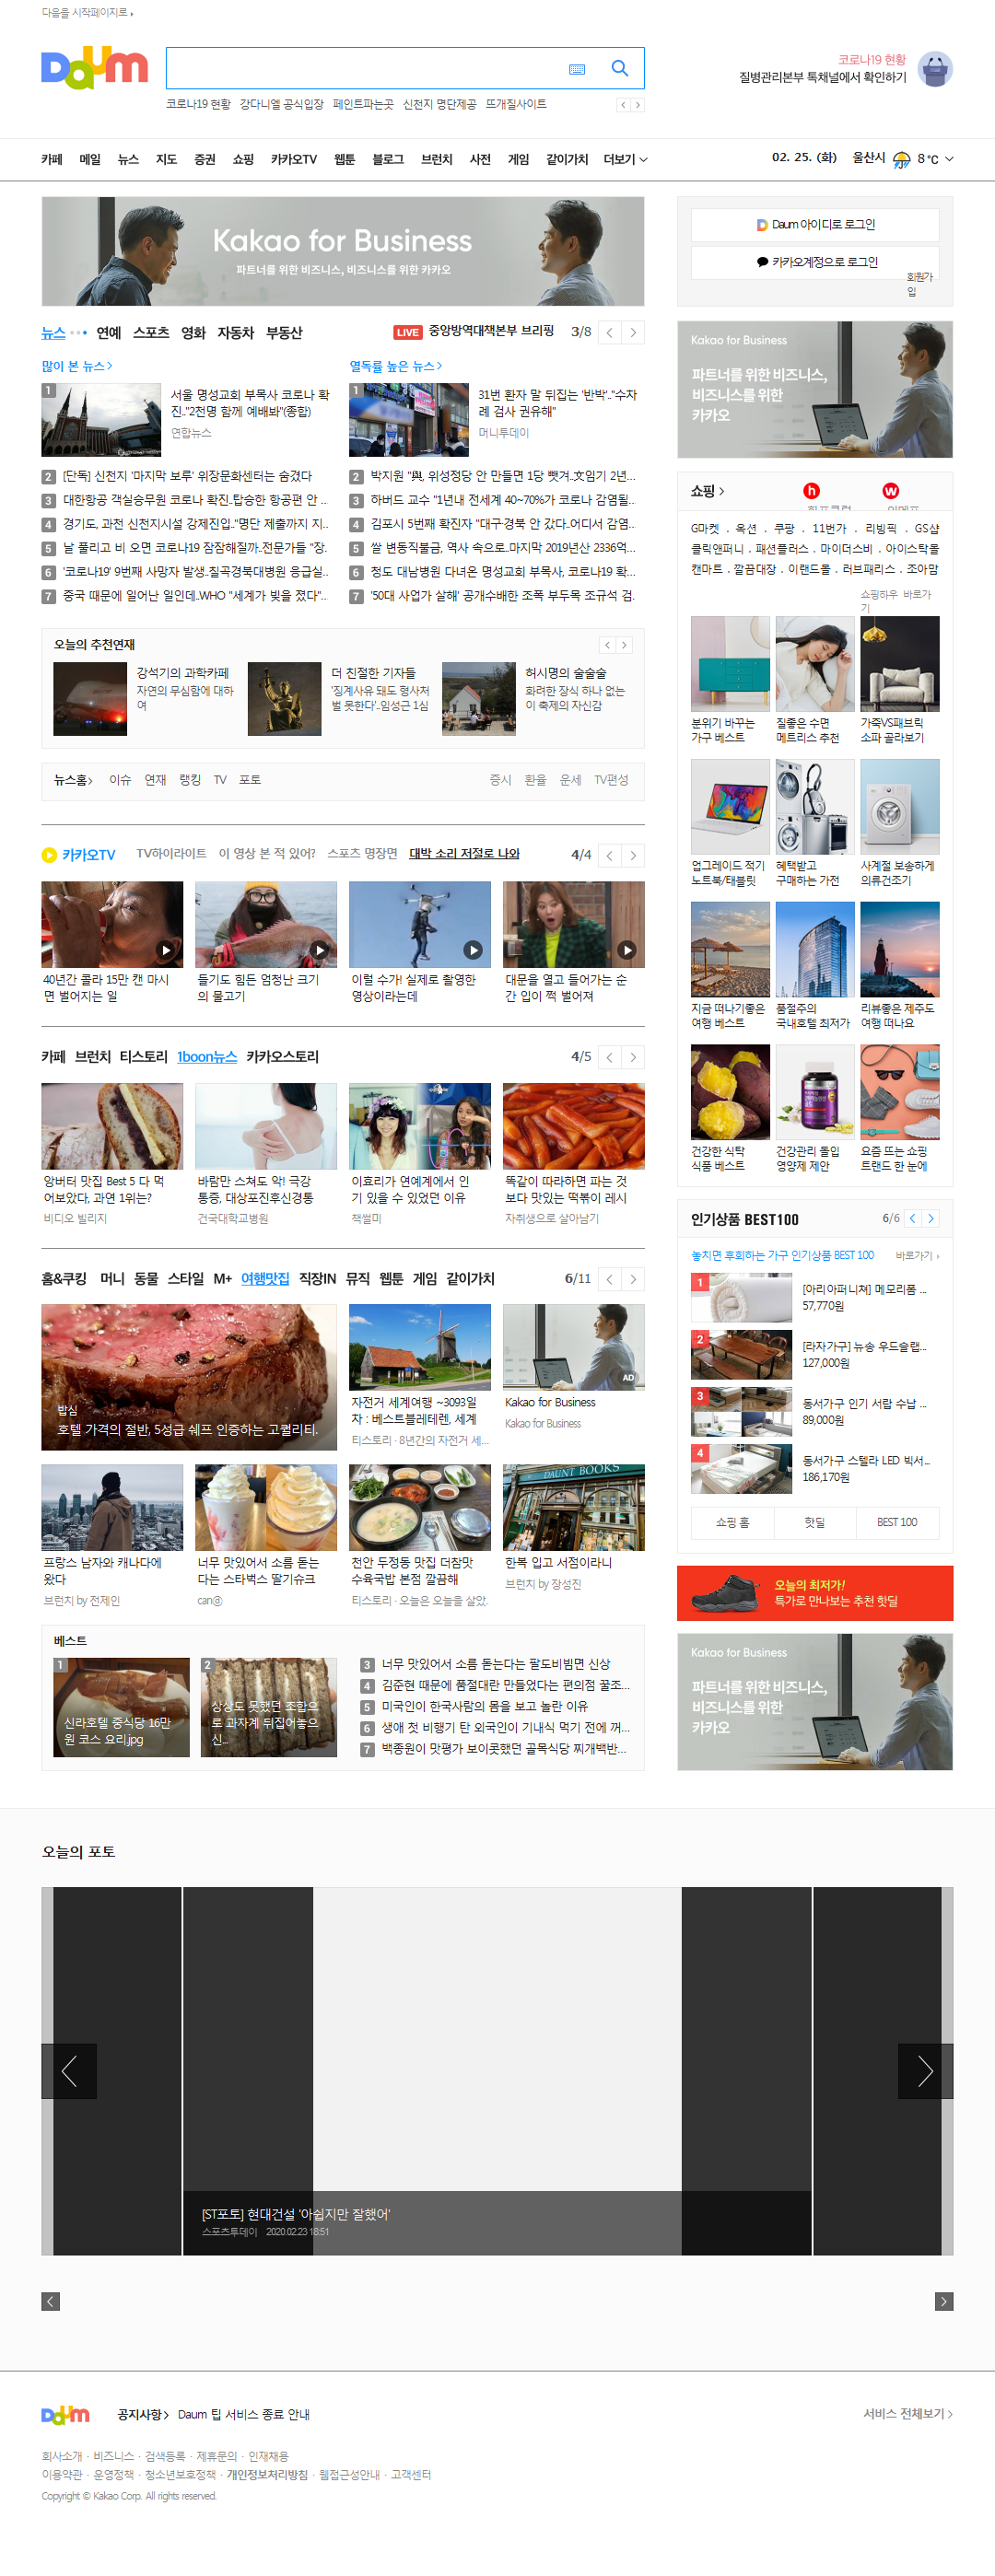 다음을 시작페이지로
Daum
코로나19 현황
질병관리본부 톡채널에서 확인하기
코로나19 현황 강다니엘 공식입장 페인트파는곳 신천지 명단제공 뜨개질사이트
카페 메일 뉴스 지도 증권 쇼핑 카카오TV 웹툰 블로그 브런치 사전 게임 같이가치 더보기
02. 25. (화) 울산시 8℃
Kakao for Business
파트너를 위한 비즈니스, 비즈니스를 위한 카카오
Daum 아이디로 로그인
카카오계정으로 로그인
회원가
입
뉴스 연예 스포츠 영화 자동차 부동산
LIVE 중앙방역대책본부 브리핑 3/8
많이 본 뉴스
1
서울 명성교회 부목사 코로나 확
진.."2천명 함께 예배봐"(종합)
연합뉴스
2 [단독] 신천지 '마지막 보루' 위장문화센터는 숨겼다
3 대한항공 객실승무원 코로나 확진..탑승한 항공편 안 ..
4 경기도, 과천 신천지시설 강제진입.."명단 제출까지 지..
5 날 풀리고 비 오면 코로나19 잠잠해질까..전문가들 "장.
6 '코로나19' 9번째 사망자 발생..칠곡경북대병원 응급실..
7 중국 때문에 일어난 일인데..WHO "세계가 빚을 졌다"..
열독률 높은 뉴스
1
31번 환자 말 뒤집는 '반박'.."수차
례 검사 권유해"
머니투데이
2 박지원 "與, 위성정당 안 만들면 1당 뺏겨..文임기 2년...
3 하버드 교수 "1년내 전세계 40~70%가 코로나 감염될..
4 김포시 5번째 확진자 "대구·경북 안 갔다..어디서 감염..
5 쌀 변동직불금, 역사 속으로..마지막 2019년산 2336억...
6 청도 대남병원 다녀온 명성교회 부목사, 코로나19 확...
7 '50대 사업가 살해' 공개수배한 조폭 부두목 조규석 검.
오늘의 추천연재
강석기의 과학카페
자연의 무심함에 대하
여
더 친절한 기자들
'징계사유 돼도 형사처
벌 못한다'..임성근 1심
허시명의 술술술
화려한 장식 하나 없는
이 축제의 자신감
뉴스홈 이슈 연재 랭킹 TV 포토
증시 환율 운세 TV편성
카카오TV TV하이라이트 이 영상 본 적 있어? 스포츠 명장면 대박 소리 저절로 나와 4/4
40년간 콜라 15만 캔 마시
면 벌어지는 일
들기도 힘든 엄청난 크기
의 물고기
이럴 수가! 실제로 촬영한
영상이라는데
대문을 열고 들어가는 순
간 입이 쩍 벌어져
카페 브런치 티스토리 1boon뉴스 카카오스토리 4/5
앙버터 맛집 Best 5 다 먹
어보았다, 과연 1위는?
비디오 빌리지
바람만 스쳐도 악! 극강
통증, 대상포진후신경통
건국대학교병원
이효리가 연예계에서 인
기 있을 수 있었던 이유
책썰미
똑같이 따라하면 파는 것
보다 맛있는 떡볶이 레시
자취생으로 살아남기
홈&쿠킹 머니 동물 스타일 M+ 여행맛집 직장IN 뮤직 웹툰 게임 같이가치 6/11
밥심
호텔 가격의 절반, 5성급 쉐프 인증하는 고퀄리티.
자전거 세계여행 ~3093일
차 : 베스트블레테렌, 세계
티스토리 · 8년간의 자전거 세...
AD
Kakao for Business
Kakao for Business
프랑스 남자와 캐나다에
왔다
브런치 by 전제인
너무 맛있어서 소름 돋는
다는 스타벅스 딸기슈크
can@
천안 두정동 맛집 더참맛
수육국밥 본점 깔끔해
티스토리 · 오늘은 오늘을 살았.
DAUNT BOOKS
한복 입고 서점이라니
브런치 by 장성진
베스트
1
신라호텔 중식당 16만
원 코스 요리.jpg
2
상상도 못했던 조합으
로 과자계 뒤집어놓으
신...
3 너무 맛있어서 소름 돋는다는 팔도비빔면 신상
4 김준현 때문에 품절대란 만들었다는 편의점 꿀조...
5 미국인이 한국사람의 몸을 보고 놀란 이유
6 생애 첫 비행기 탄 외국인이 기내식 먹기 전에 꺼...
7 백종원이 맛평가 보이콧했던 골목식당 찌개백반...
Kakao for Business
파트너를 위한 비즈니스,
비즈니스를 위한
카카오
쇼핑
G마켓 . 옥션 . 쿠팡 . 11번가 . 리빙픽 . GS샵
클릭앤퍼니 . 패션플러스 . 마이더스비 . 아이스탁몰
캔마트 . 깔끔대장 . 이랜드몰 . 러브패리스 . 조아맘
쇼핑하우 바로가
기
분위기 바꾸는
가구 베스트
질좋은 수면
메트리스 추천
가죽VS패브릭
소파 골라보기
업그레이드 적기
노트북/태블릿
혜택받고
구매하는 가전
사계절 보송하게
의류건조기
지금 떠나기좋은
여행 베스트
품절주의
국내호텔 최저가
리뷰좋은 제주도
여행 떠나요
건강한 식탁
식품 베스트
건강관리 돌입
영양제 제안
요즘 뜨는 쇼핑
트랜드 한 눈에
인기상품 BEST100 6/6
놓치면 후회하는 가구 인기상품 BEST 100 바로가기
1 [아리아퍼니쳐] 메모리폼 ...
57,770원
2 [라자가구] 뉴송 우드슬랩...
127,000원
3 동서가구 인기 서랍 수납 ...
89,000원
4 동서가구 스텔라 LED 빅서...
186,170원
쇼핑 홈 핫딜 BEST 100
오늘의 최저가!
특가로 만나보는 추천 핫딜
Kakao for Business
파트너를 위한 비즈니스,
비즈니스를 위한
카카오
오늘의 포토
[ST포토] 현대건설 '아쉽지만 잘했어'
스포츠투데이 2020.02.23 18:51
Daum 공지사항 Daum 팁 서비스 종료 안내 서비스 전체보기
회사소개 · 비즈니스 · 검색등록 · 제휴문의 · 인재채용
이용약관 · 운영정책 · 청소년보호정책 · 개인정보처리방침 · 웹접근성안내 · 고객센터
Copyright © Kakao Corp. All rights reserved.